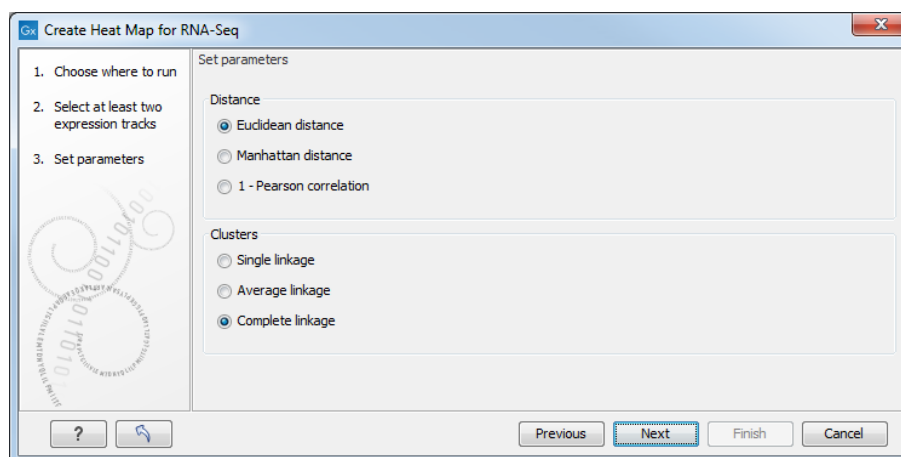 Gx Create Heat Map for RNA-Seq
1. Choose where to run
2. Select at least two
expression tracks
3. Set parameters
Set parameters
Distance
Euclidean distance
Manhattan distance
1 - Pearson correlation
Clusters
Single linkage
Average linkage
Complete linkage
?
Previous
Next
Finish
Cancel